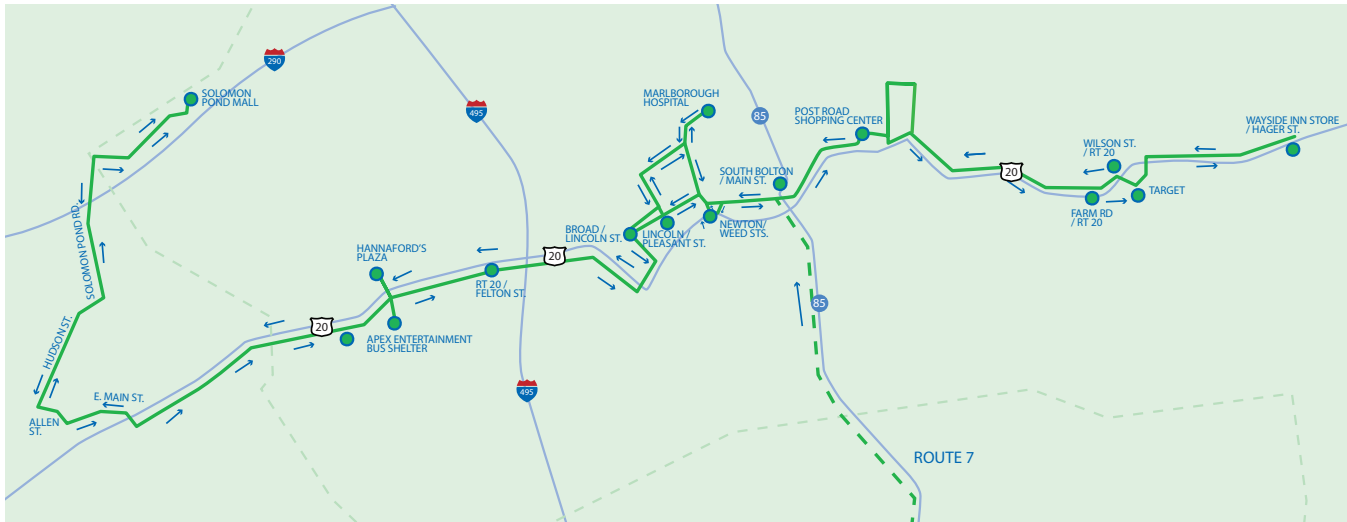 290
SOLOMON
POND MALL
495
MARLBOROUGH
HOSPITAL
85
POST ROAD
SHOPPING CENTER
WAYSIDE INN STORE
/ HAGER ST.
WILSON ST.
/ RT 20
SOUTH BOLTON
/ MAIN ST.
20
TARGET
FARM RD
/ RT 20
SOLOMON POND RD.
HANNAFORD'S
PLAZA
BROAD /
LINCOLN ST.
LINCOLN /
PLEASANT ST.
NEWTON/
WEED STS.
20
RT 20 /
FELTON ST.
85
20
APEX ENTERTAINMENT
BUS SHELTER
HUDSON ST.
495
E. MAIN ST.
ALLEN
ST.
ROUTE 7